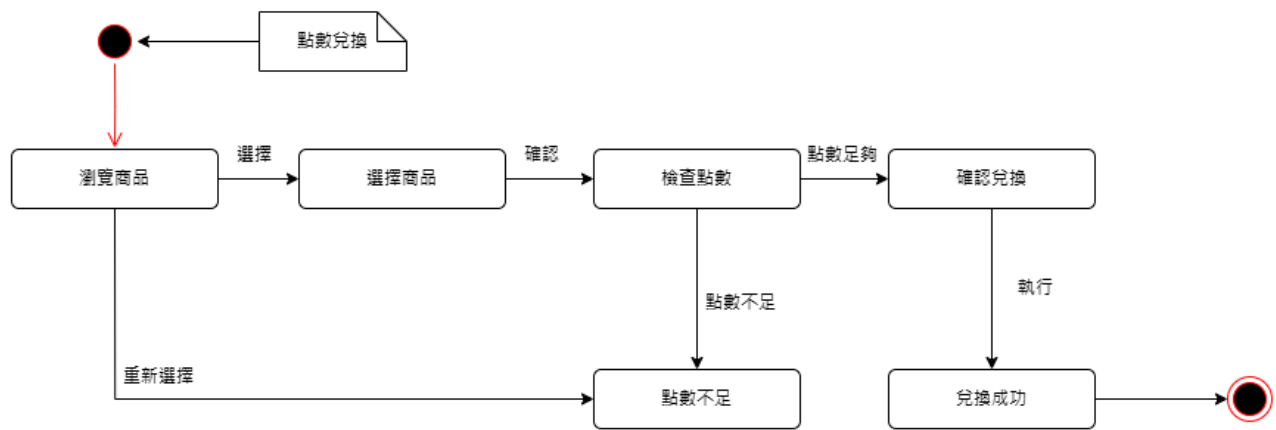 點數兌換
選擇
確認
點數足夠
瀏覽商品
選擇商品
檢查點數
確認兌換
執行
點數不足
重新選擇
點數不足
兌換成功